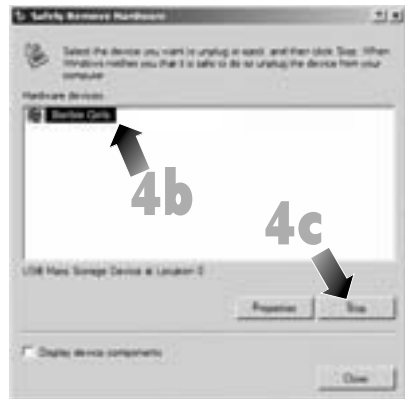 Safely Remove Hardware
Select the device you want to unplug or eject, and then click Stop. When
Windows notifies you that it is safe to do so unplug the device from your
computer.
Hardware devices:
4b
4c
USB Mass Storage Device at Location 0
Properties
Stop
Display device components
Close